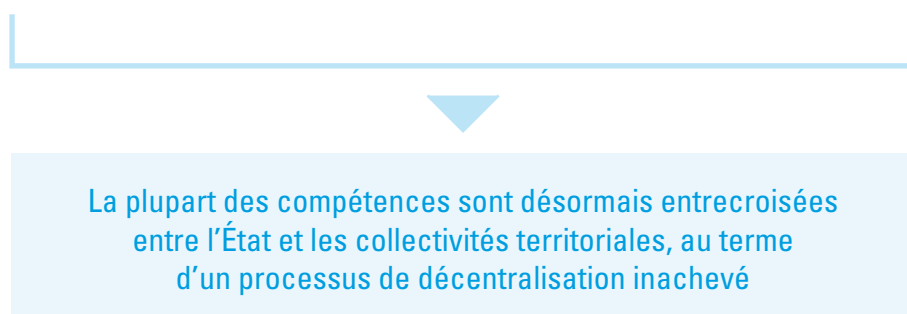 La plupart des compétences sont désormais entrecroisées
entre l’État et les collectivités territoriales, au terme
d’un processus de décentralisation inachevé